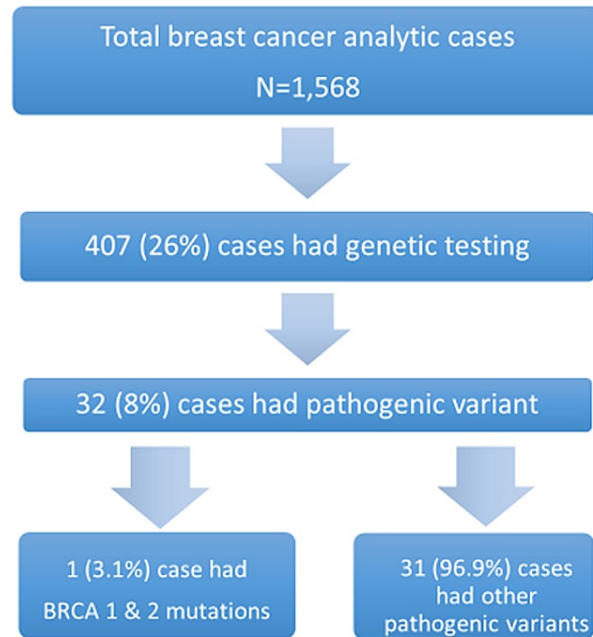 Total breast cancer analytic cases
N=1,568
407 (26%) cases had genetic testing
32 (8%) cases had pathogenic variant
1 (3.1%) case had
BRCA 1 & 2 mutations
31 (96.9%) cases
had other
pathogenic variants